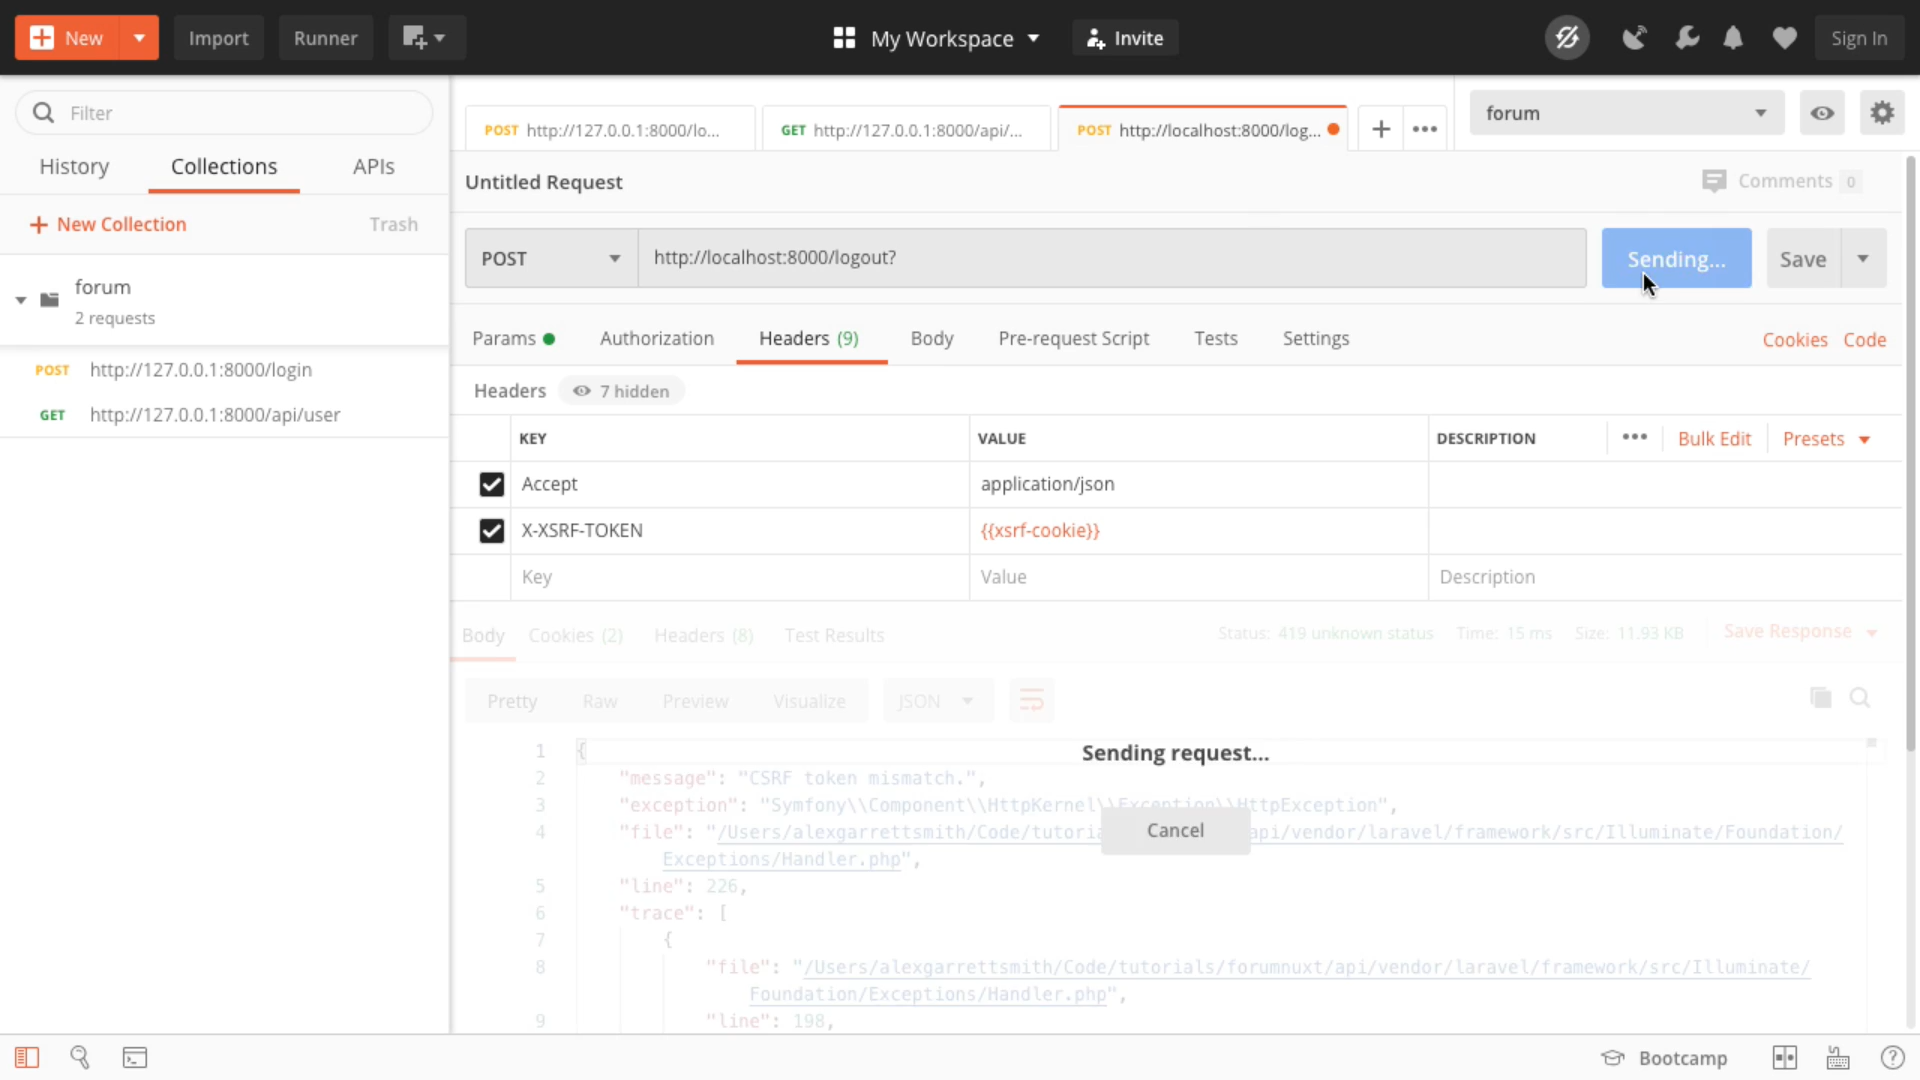 New
Import
Runner
My Workspace
Invite
Sign In
Filter
History
Collections
APIs
+ New Collection
Trash
forum
2 requests
POST http://127.0.0.1:8000/login
GET http://127.0.0.1:8000/api/user
POST http://127.0.0.1:8000/lo...
GET http://127.0.0.1:8000/api/...
POST http://localhost:8000/log...
forum
Untitled Request
Comments 0
POST
http://localhost:8000/logout?
Sending...
Save
Params
Authorization
Headers (9)
Body
Pre-request Script
Tests
Settings
Cookies
Code
Headers
7 hidden
KEY
VALUE
DESCRIPTION
Bulk Edit
Presets
Accept
application/json
X-XSRF-TOKEN
{{xsrf-cookie}}
Key
Value
Description
Body
Cookies (2)
Headers (8)
Test Results
Status: 419 unknown status
Time: 15 ms
Size: 11.93 KB
Save Response
Pretty
Raw
Preview
Visualize
JSON
Sending request...
Cancel
1 {
2 "message": "CSRF token mismatch.",
3 "exception": "Symfony\\Component\\HttpKernel\\Exception\\HttpException",
4 "file": "/Users/alexgarrettsmith/Code/tutoria api/vendor/laravel/framework/src/Illuminate/Foundation/
Exceptions/Handler.php",
5 "line": 226,
6 "trace": [
7 {
8 "file": "/Users/alexgarrettsmith/Code/tutorials/forumnuxt/api/vendor/laravel/framework/src/Illuminate/
Foundation/Exceptions/Handler.php",
9 "line": 198,
Bootcamp